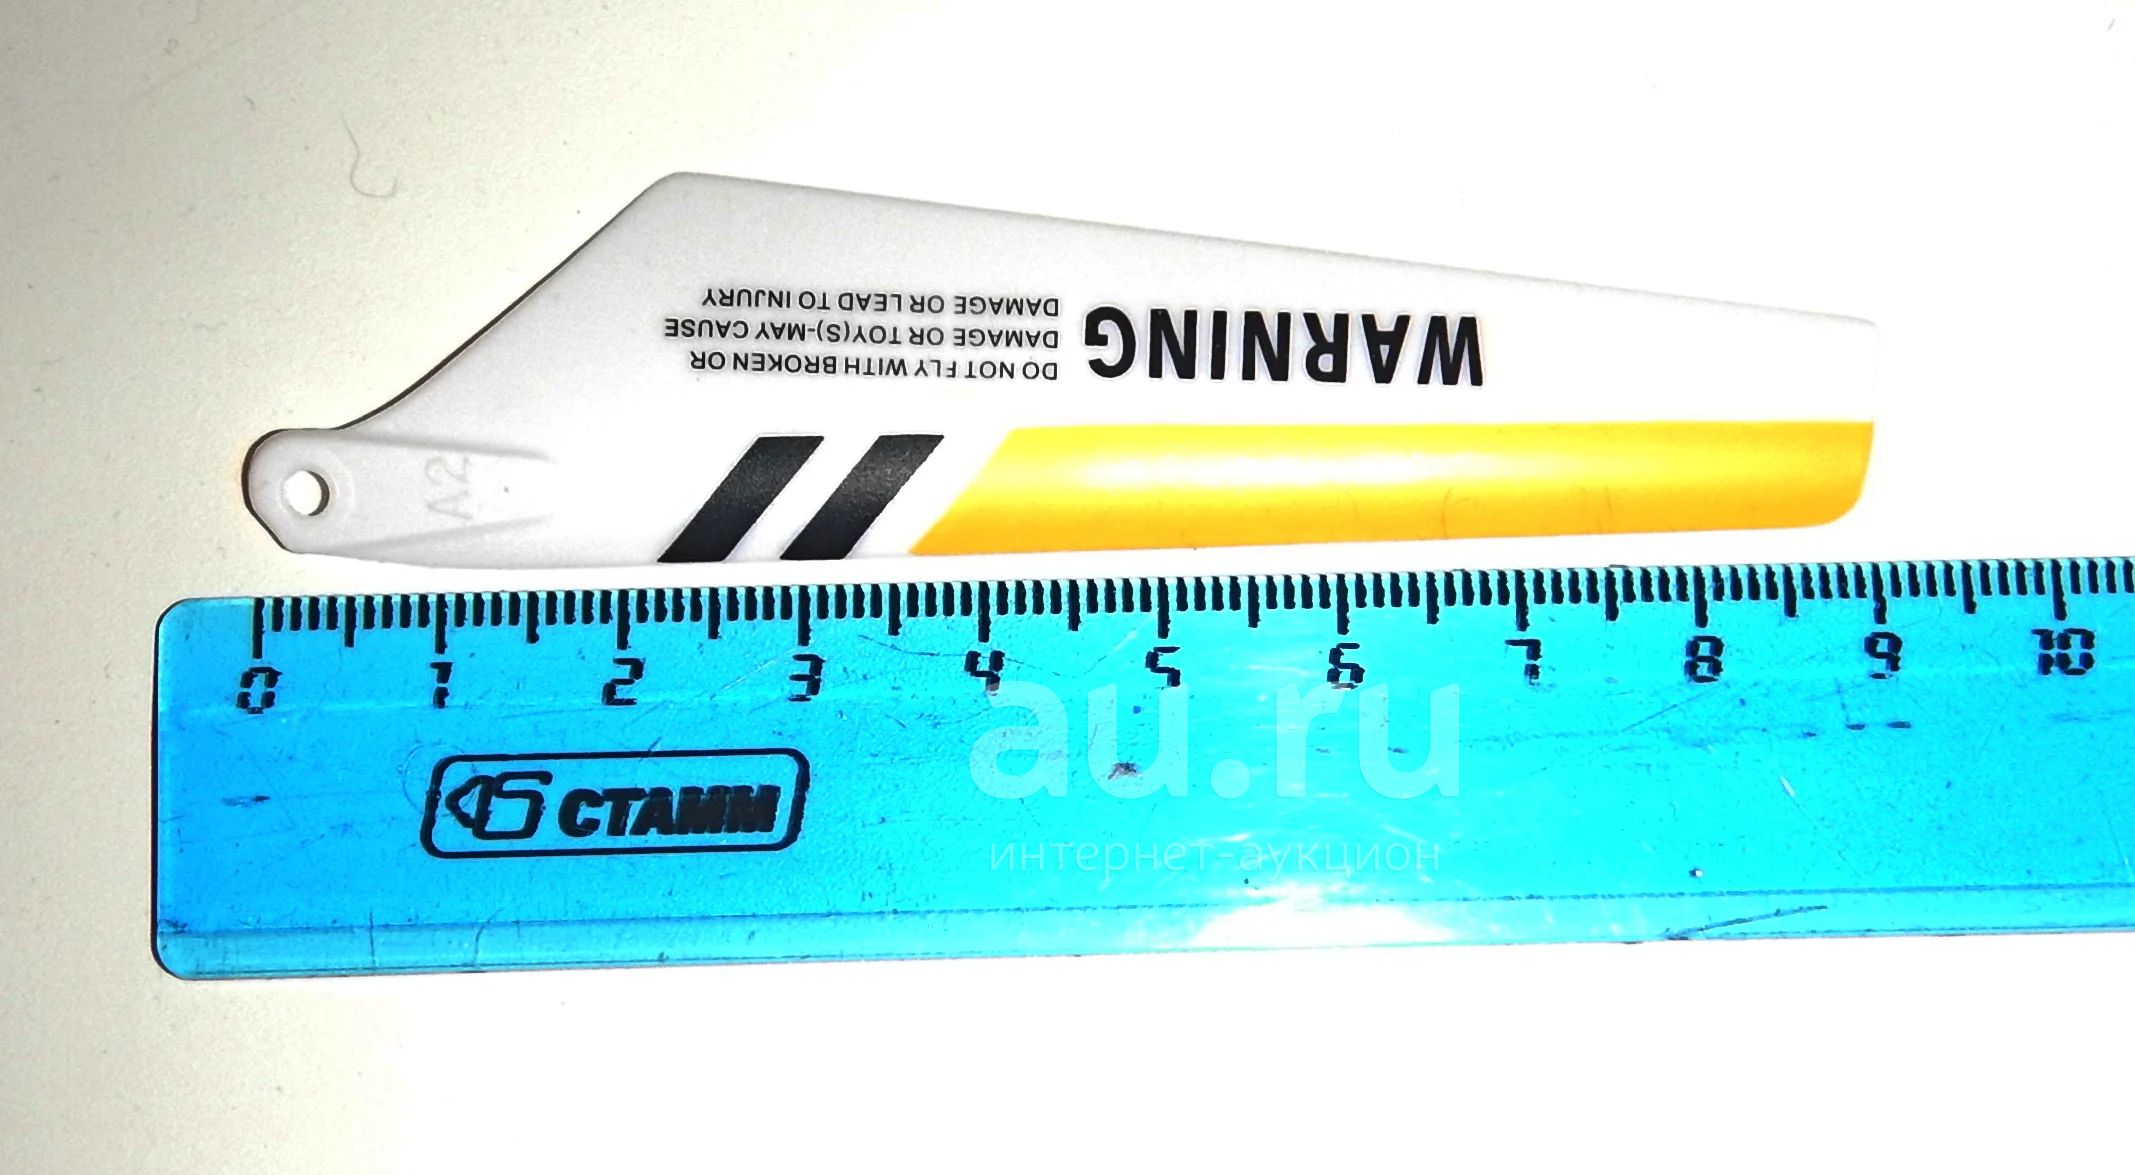 WARNING
DO NOT FLY WITH BROKEN OR
DAMAGE OR TOY(S)-MAY CAUSE
DAMAGE OR LEAD TO INJURY
A2
0 1 2 3 4 5 6 7 8 9 10
СТАММ
au.ru
интернет-аукцион